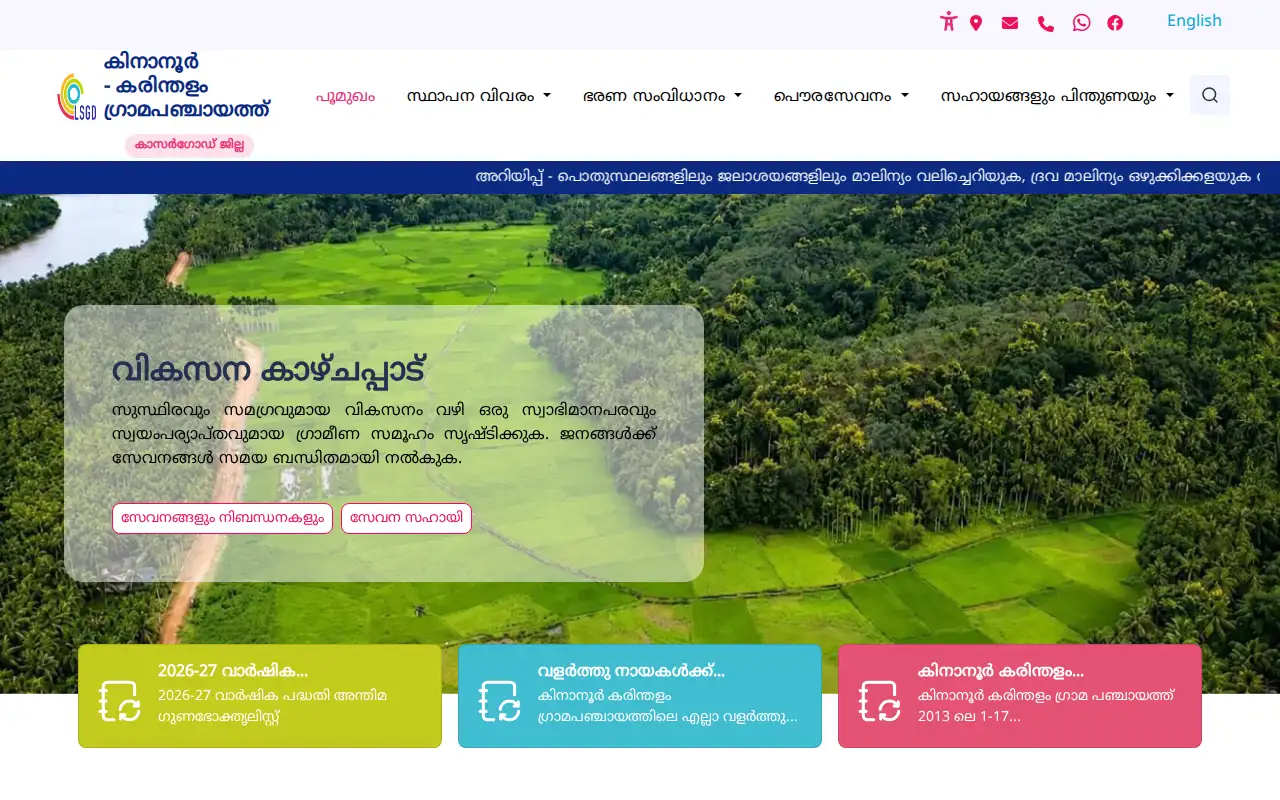 English
കിനാനൂർ
- കരിന്തളം
ഗ്രാമപഞ്ചായത്ത്
LSGD
കാസർഗോഡ് ജില്ല
പൂമുഖം
സ്ഥാപന വിവരം
ഭരണ സംവിധാനം
പൌരസേവനം
സഹായങ്ങളും പിന്തുണയും
അറിയിപ്പ് - പൊതുസ്ഥലങ്ങളിലും ജലാശയങ്ങളിലും മാലിന്യം വലിച്ചെറിയുക, ദ്രവ മാലിന്യം ഒഴുക്കിക്കളയുക
വികസന കാഴ്ചപ്പാട്
സുസ്ഥിരവും സമഗ്രവുമായ വികസനം വഴി ഒരു സ്വാഭിമാനപരവും
സ്വയംപര്യാപ്തവുമായ ഗ്രാമീണ സമൂഹം സൃഷ്ടിക്കുക. ജനങ്ങൾക്ക്
സേവനങ്ങൾ സമയ ബന്ധിതമായി നൽകുക.
സേവനങ്ങളും നിബന്ധനകളും
സേവന സഹായി
2026-27 വാർഷിക...
2026-27 വാർഷിക പദ്ധതി അന്തിമ
ഗുണഭോക്തൃലിസ്റ്റ്
വളർത്തു നായകൾക്ക്...
കിനാനൂർ കരിന്തളം
ഗ്രാമപഞ്ചായത്തിലെ എല്ലാ വളർത്തു...
കിനാനൂർ കരിന്തളം...
കിനാനൂർ കരിന്തളം ഗ്രാമ പഞ്ചായത്ത്
2013 ലെ 1-17...